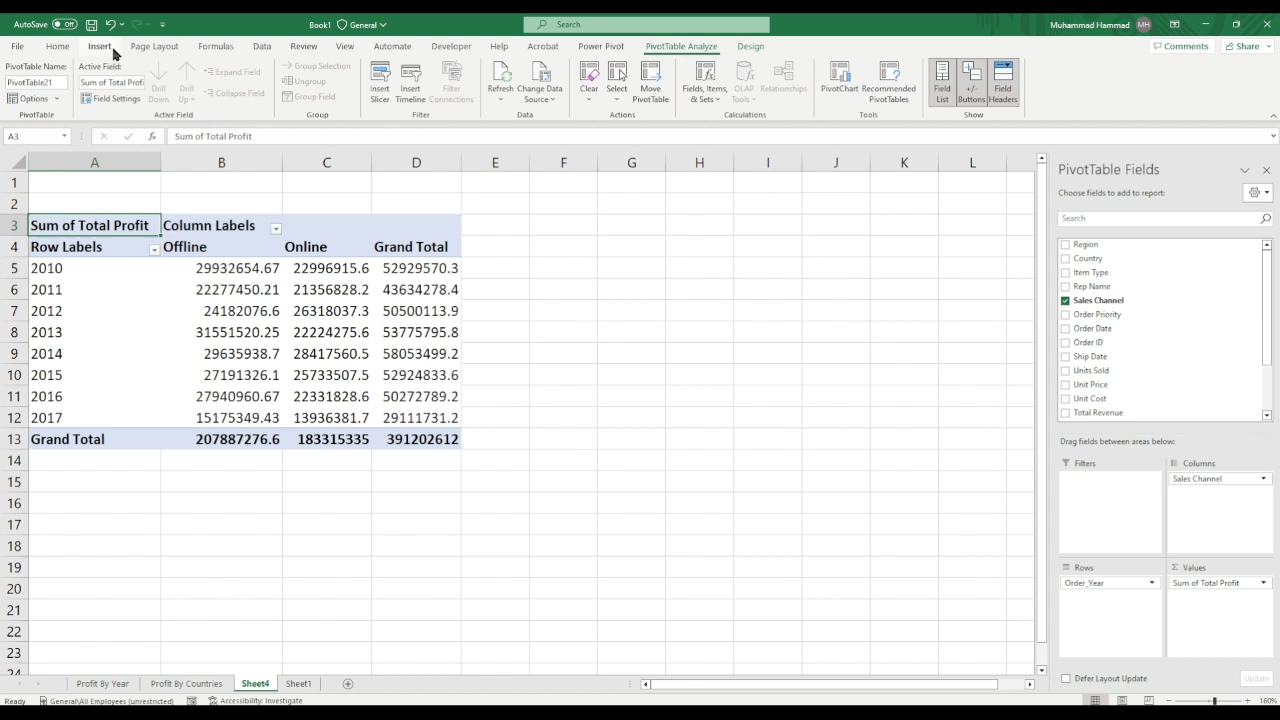 AutoSave Off Book1 General Search Muhammad Hammad MH
File Home Insert Page Layout Formulas Data Review View Automate Developer Help Acrobat Power Pivot PivotTable Analyze Design Comments Share
PivotTable Name: Active Field:
PivotTable21 Sum of Total Profi Drill Down Drill Up Expand Field Group Selection Insert Slicer Insert Timeline Filter Connections Refresh Change Data Source Clear Select Move PivotTable Fields, Items, & Sets OLAP Tools Relationships PivotChart Recommended PivotTables Field List +/- Buttons Field Headers
Options Field Settings Collapse Field Ungroup
Group Field
PivotTable Active Field Group Filter Data Actions Calculations Tools Show
A3 fx Sum of Total Profit
A B C D E F G H I J K L
1
2
3 Sum of Total Profit Column Labels
4 Row Labels Offline Online Grand Total
5 2010 29932654.67 22996915.6 52929570.3
6 2011 22277450.21 21356828.2 43634278.4
7 2012 24182076.6 26318037.3 50500113.9
8 2013 31551520.25 22224275.6 53775795.8
9 2014 29635938.7 28417560.5 58053499.2
10 2015 27191326.1 25733507.5 52924833.6
11 2016 27940960.67 22331828.6 50272789.2
12 2017 15175349.43 13936381.7 29111731.2
13 Grand Total 207887276.6 183315335 391202612
14
15
16
17
18
19
20
21
22
23
24
PivotTable Fields
Choose fields to add to report:
Search
Region
Country
Item Type
Rep Name
Sales Channel
Order Priority
Order Date
Order ID
Ship Date
Units Sold
Unit Price
Unit Cost
Total Revenue
Drag fields between areas below:
Filters Columns
Sales Channel
Rows Σ Values
Order_Year Sum of Total Profit
Defer Layout Update Update
Profit By Year Profit By Countries Sheet4 Sheet1
Ready General\All Employees (unrestricted) Accessibility: Investigate 160%